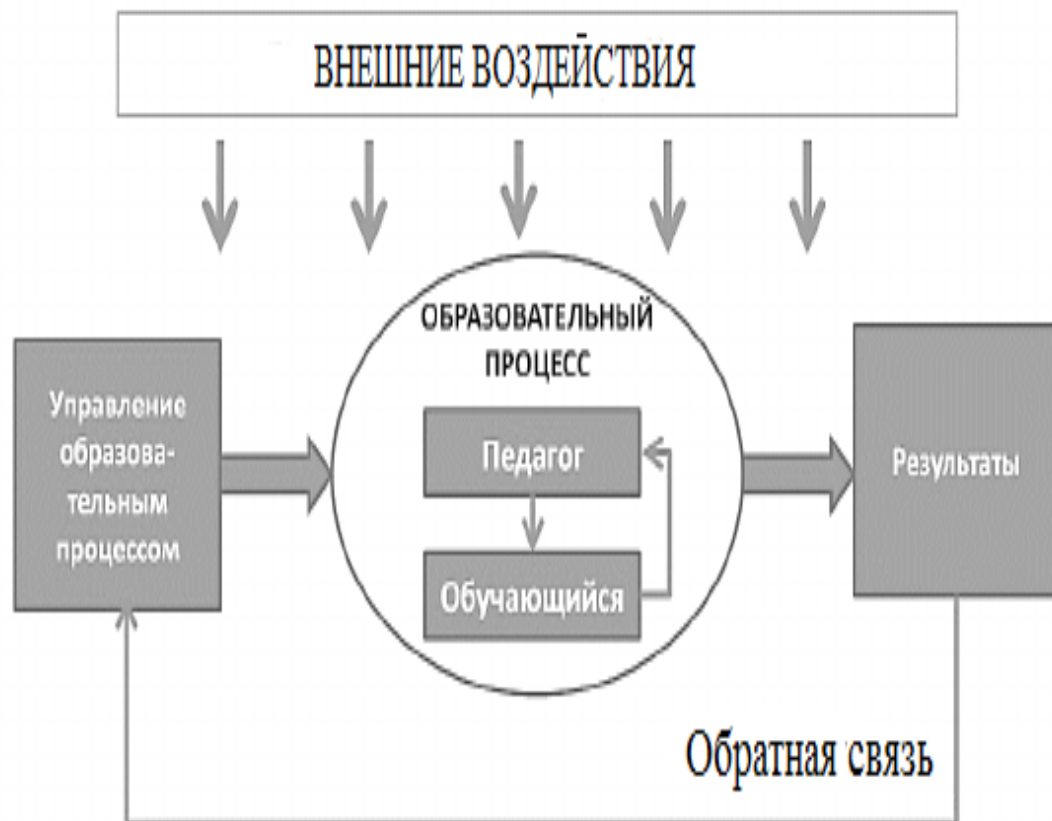 ВНЕШНИЕ ВОЗДЕЙСТВИЯ
ОБРАЗОВАТЕЛЬНЫЙ
ПРОЦЕСС
Управление
образова-
тельным
процессом
Педагог
Обучающийся
Результаты
Обратная связь